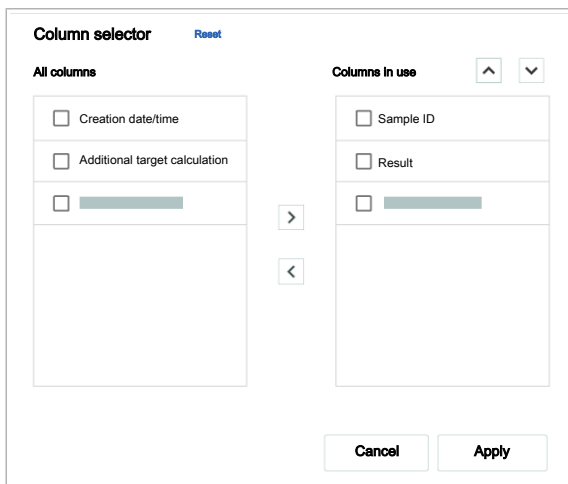 Column selector Reset
All columns
Columns in use
Creation date/time
Additional target calculation
Sample ID
Result
Cancel
Apply